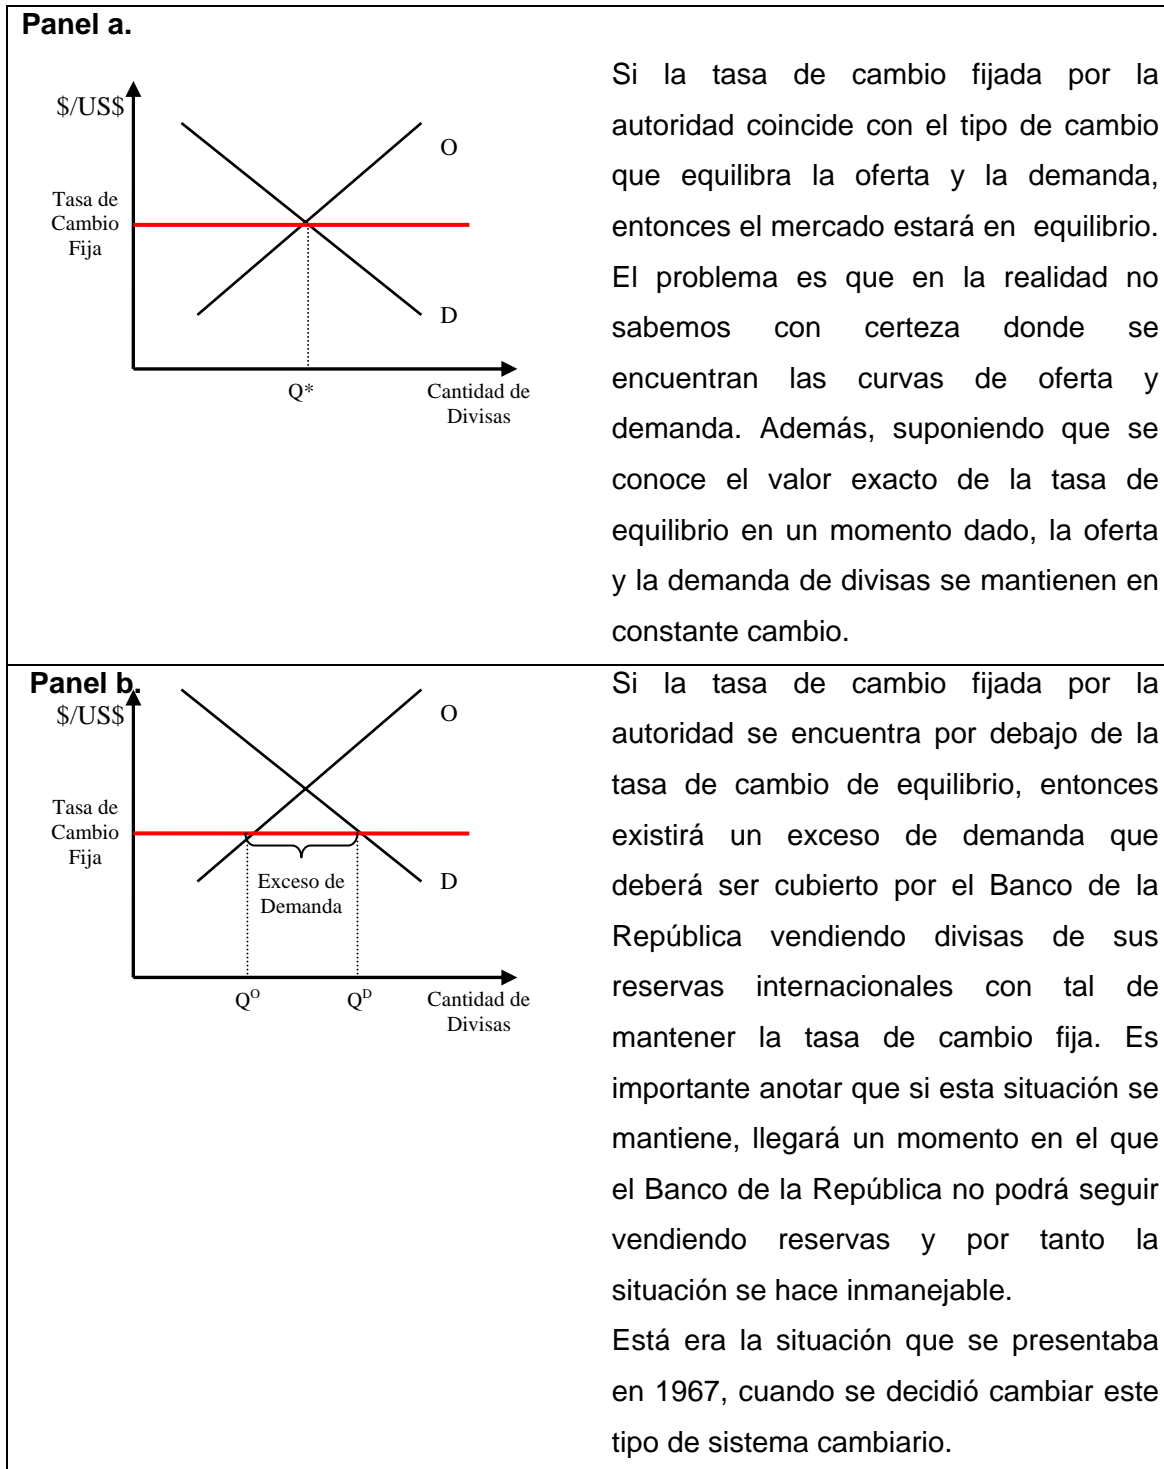 Panel a.
$/US$
O
Tasa de
Cambio
Fija
D
Q*
Cantidad de
Divisas
Si la tasa de cambio fijada por la
autoridad coincide con el tipo de cambio
que equilibra la oferta y la demanda,
entonces el mercado estará en equilibrio.
El problema es que en la realidad no
sabemos con certeza donde se
encuentran las curvas de oferta y
demanda. Además, suponiendo que se
conoce el valor exacto de la tasa de
equilibrio en un momento dado, la oferta
y la demanda de divisas se mantienen en
constante cambio.
Panel b.
$/US$
O
Tasa de
Cambio
Fija
Exceso de
Demanda
D
Q^O
Q^D
Cantidad de
Divisas
Si la tasa de cambio fijada por la
autoridad se encuentra por debajo de la
tasa de cambio de equilibrio, entonces
existirá un exceso de demanda que
deberá ser cubierto por el Banco de la
República vendiendo divisas de sus
reservas internacionales con tal de
mantener la tasa de cambio fija. Es
importante anotar que si esta situación se
mantiene, llegará un momento en el que
el Banco de la República no podrá seguir
vendiendo reservas y por tanto la
situación se hace inmanejable.
Está era la situación que se presentaba
en 1967, cuando se decidió cambiar este
tipo de sistema cambiario.